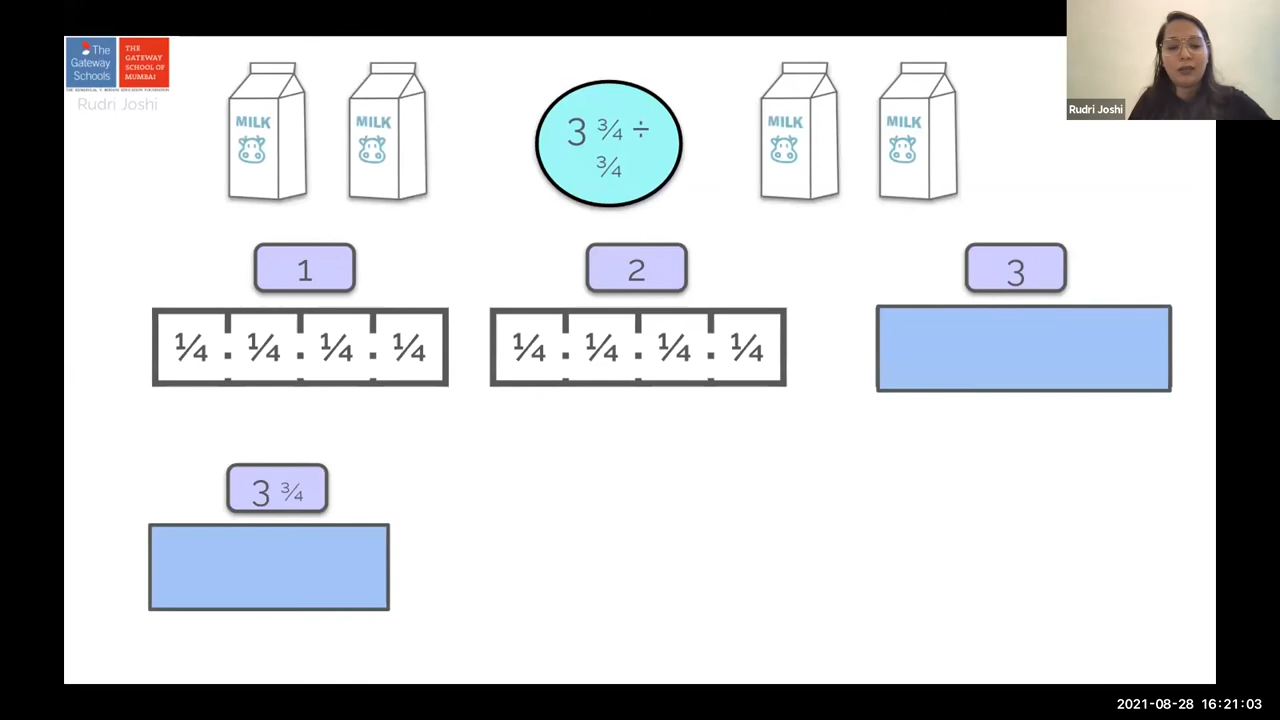 The
Gateway
Schools
THE
GATEWAY
SCHOOL OF
MUMBAI
Rudri Joshi
MILK
MILK
3 ¾ ÷
¾
MILK
MILK
Rudri Joshi
1
2
3
¼ ¼ ¼ ¼
¼ ¼ ¼ ¼
3 ¾
2021-08-28 16:21:03